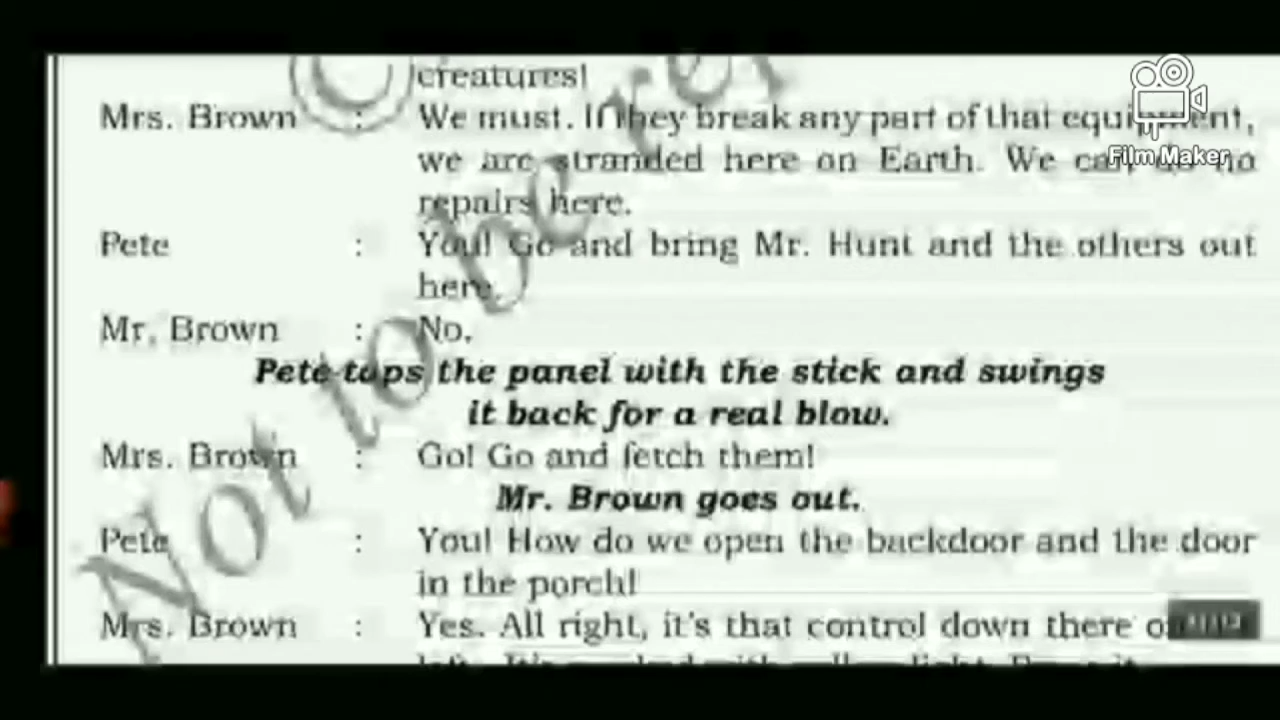 creatures!
Mrs. Brown : We must. If they break any part of that equipment,
we are stranded here on Earth. We can do no
repairs here.
Pete : You! Go and bring Mr. Hunt and the others out
here.
Mr. Brown : No.
Pete taps the panel with the stick and swings
it back for a real blow.
Mrs. Brown : Go! Go and fetch them!
Mr. Brown goes out.
Pete : You! How do we open the backdoor and the door
in the porch!
Mrs. Brown : Yes. All right, it's that control down there
Not to be
Film Maker